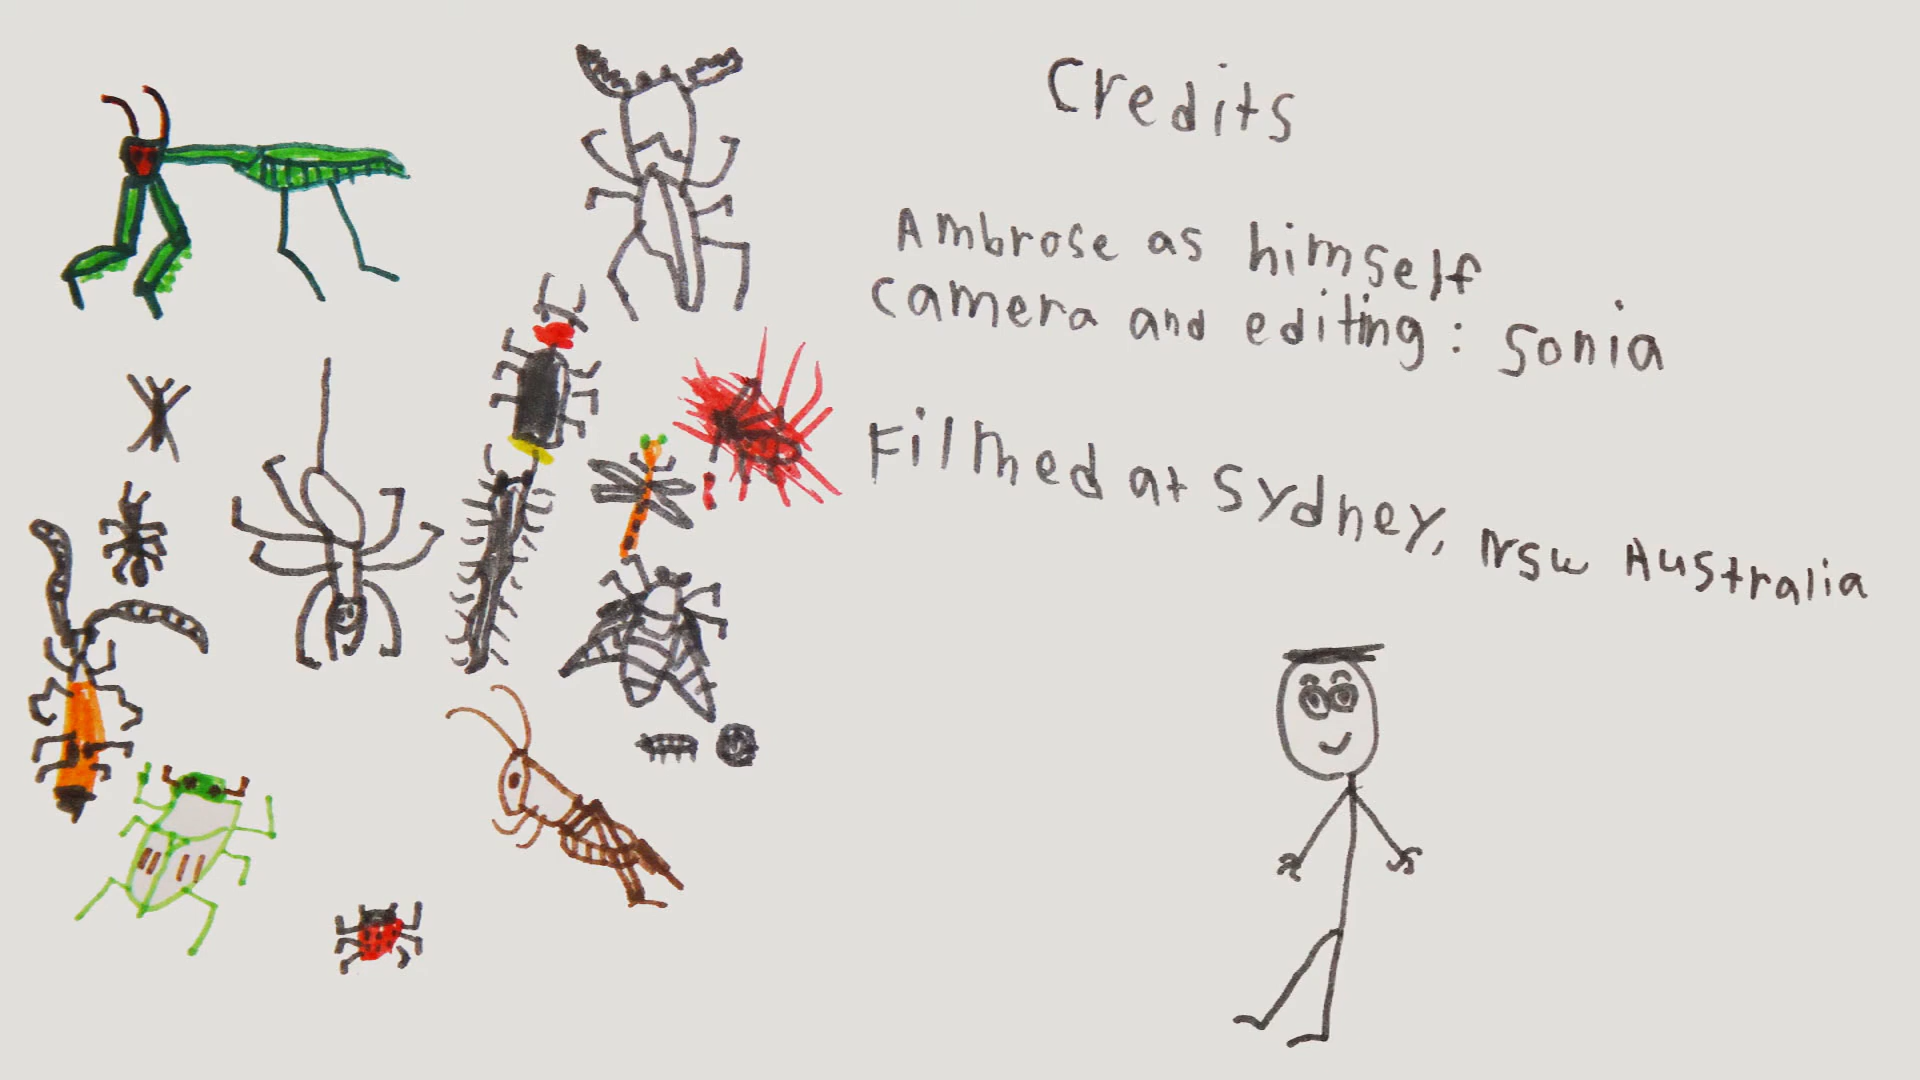 Credits
Ambrose as himself
camera and editing: Sonia
Filmed at Sydney, NSW Australia